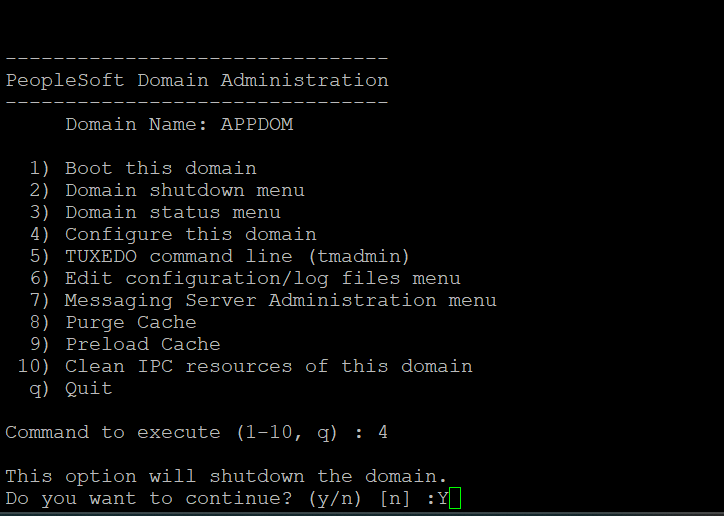 --------------------------------
PeopleSoft Domain Administration
--------------------------------
     Domain Name: APPDOM
  1) Boot this domain
  2) Domain shutdown menu
  3) Domain status menu
  4) Configure this domain
  5) TUXEDO command line (tmadmin)
  6) Edit configuration/log files menu
  7) Messaging Server Administration menu
  8) Purge Cache
  9) Preload Cache
 10) Clean IPC resources of this domain
  q) Quit
Command to execute (1-10, q) : 4
This option will shutdown the domain.
Do you want to continue? (y/n) [n] :Y